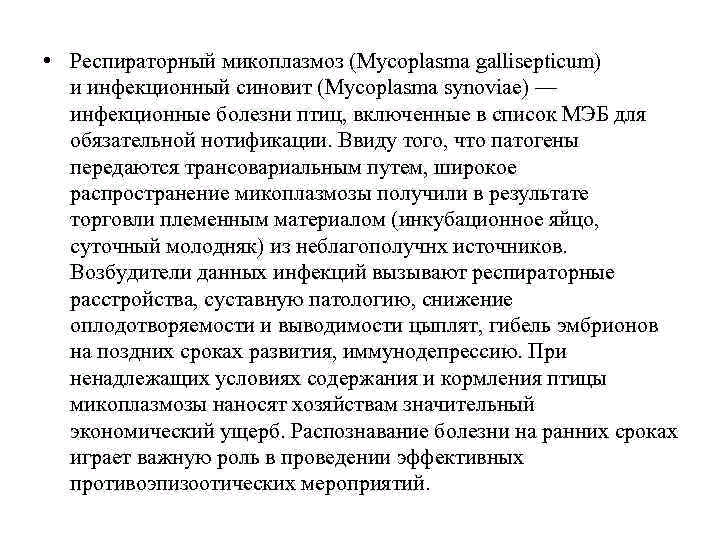 • Респираторный микоплазмоз (Mycoplasma gallisepticum)
и инфекционный синовит (Mycoplasma synoviae) —
инфекционные болезни птиц, включенные в список МЭБ для
обязательной нотификации. Ввиду того, что патогены
передаются трансовариальным путем, широкое
распространение микоплазмозы получили в результате
торговли племенным материалом (инкубационное яйцо,
суточный молодняк) из неблагополучнх источников.
Возбудители данных инфекций вызывают респираторные
расстройства, суставную патологию, снижение
оплодотворяемости и выводимости цыплят, гибель эмбрионов
на поздних сроках развития, иммунодепрессию. При
ненадлежащих условиях содержания и кормления птицы
микоплазмозы наносят хозяйствам значительный
экономический ущерб. Распознавание болезни на ранних сроках
играет важную роль в проведении эффективных
противоэпизоотических мероприятий.